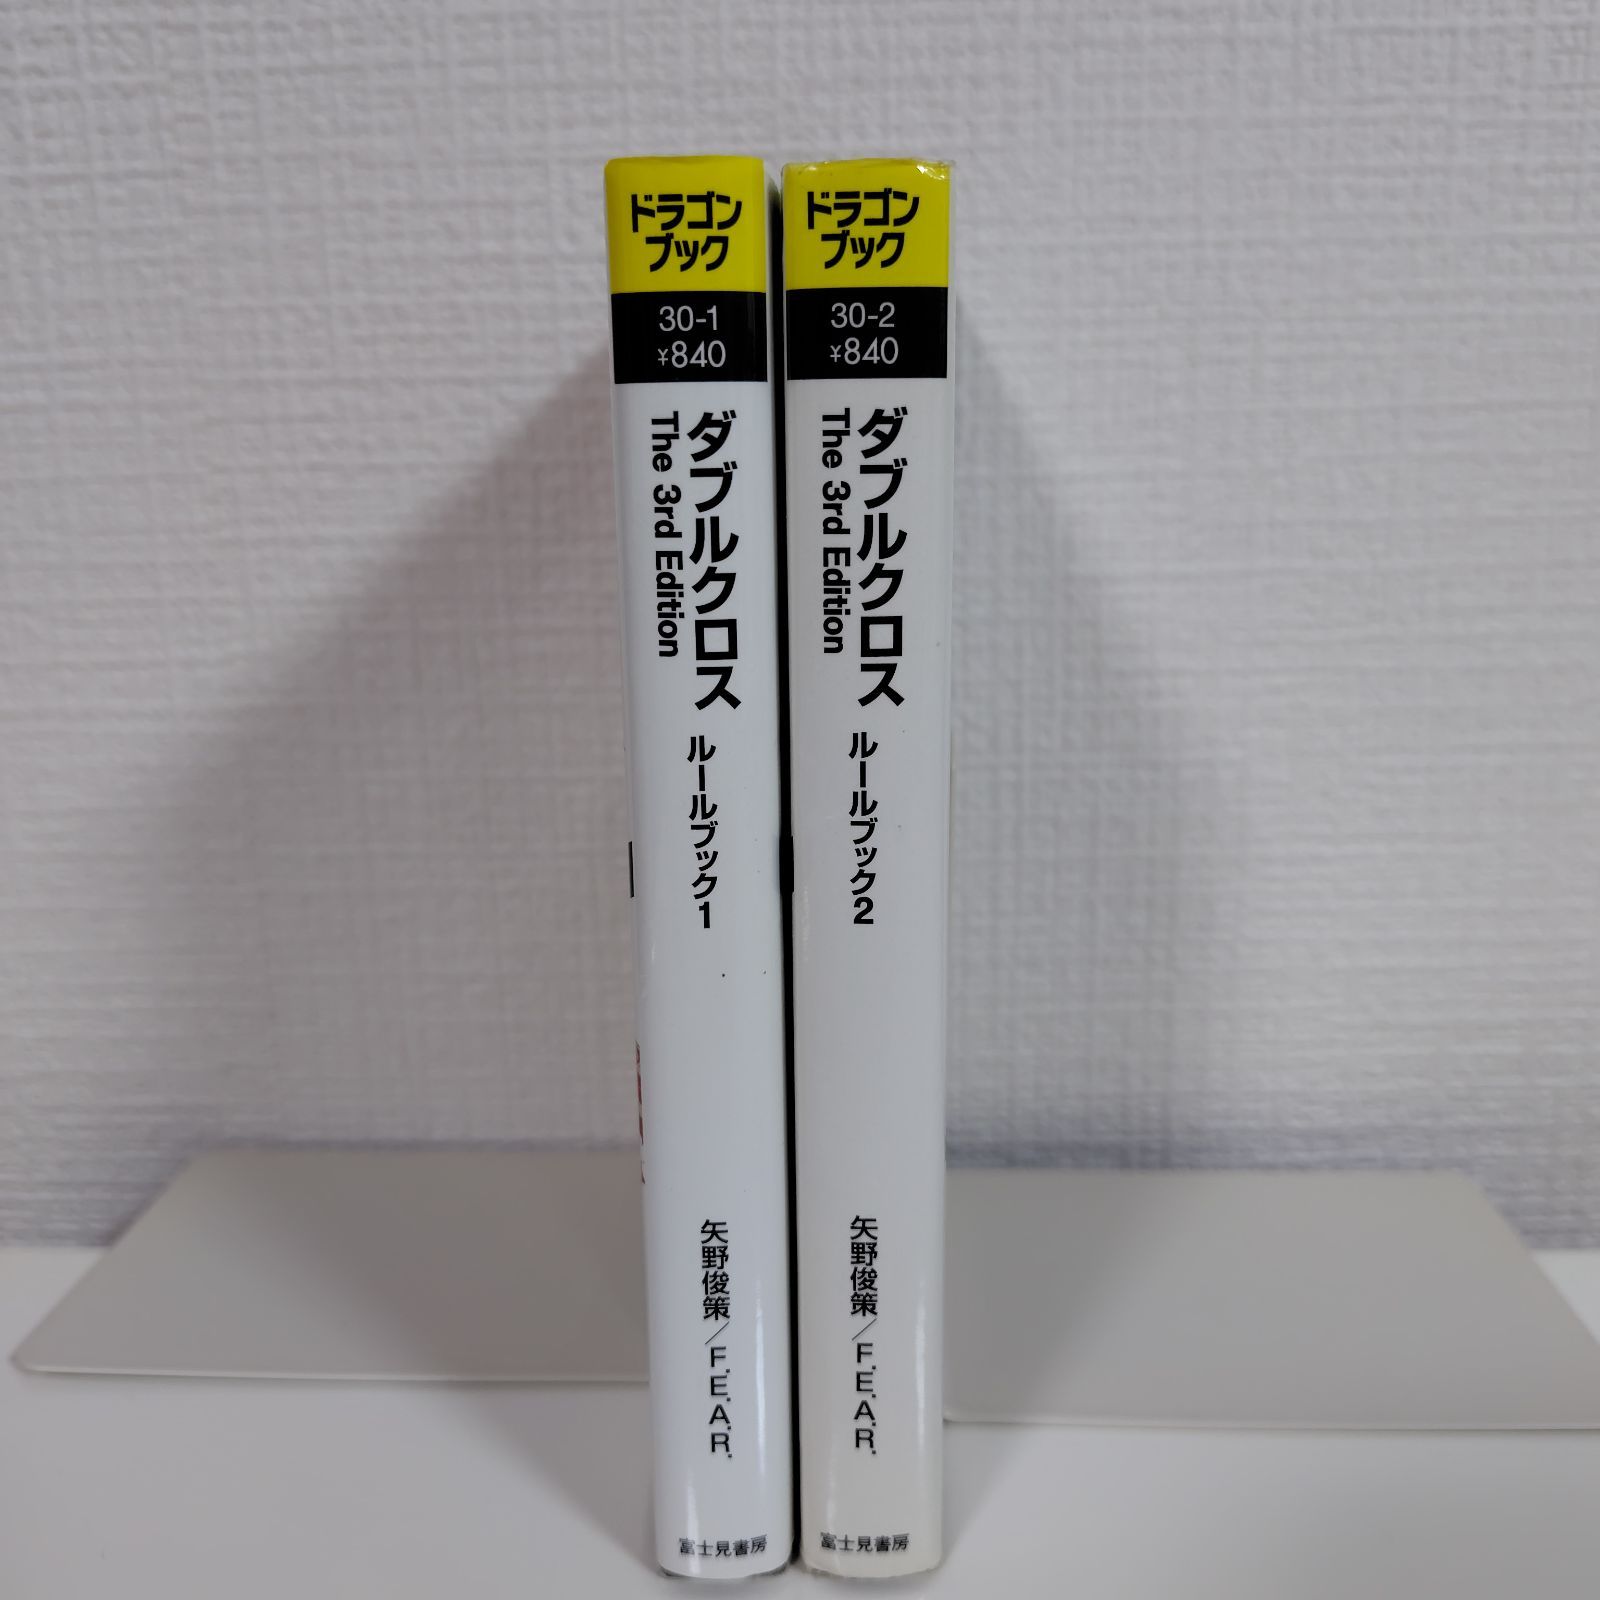 ドラゴン
ブック
30-1
¥840
ダブルクロス
The 3rd Edition
ルールブック1
矢野俊策／F.E.A.R.
富士見書房
ドラゴン
ブック
30-2
¥840
ダブルクロス
The 3rd Edition
ルールブック2
矢野俊策／F.E.A.R.
富士見書房